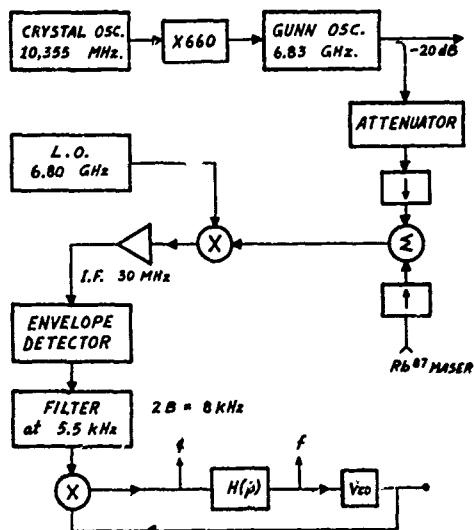 CRYSTAL OSC.
10,355 MHZ.
X660
GUNN OSC.
6.83 GHZ.
-20dB
ATTENUATOR
L.O.
6.80 GHz
X
Σ
I.F. 30 MHz
Rb87 MASER
ENVELOPE
DETECTOR
FILTER
at 5.5 kHz
2B = 8 kHz
f
X
H(p)
VCO